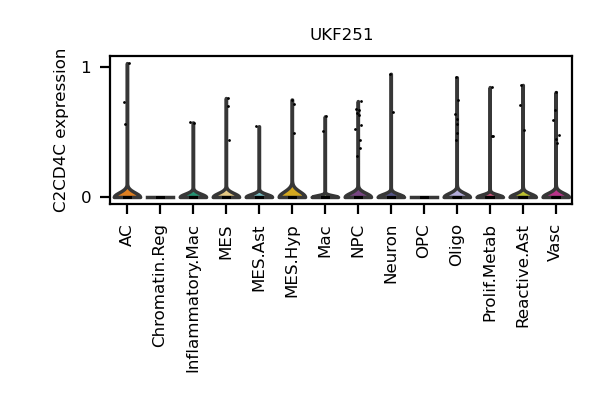 UKF251
C2CD4C expression
1
0
AC
Chromatin.Reg
Inflammatory.Mac
MES
MES.Ast
MES.Hyp
Mac
NPC
Neuron
OPC
Oligo
Prolif.Metab
Reactive.Ast
Vasc